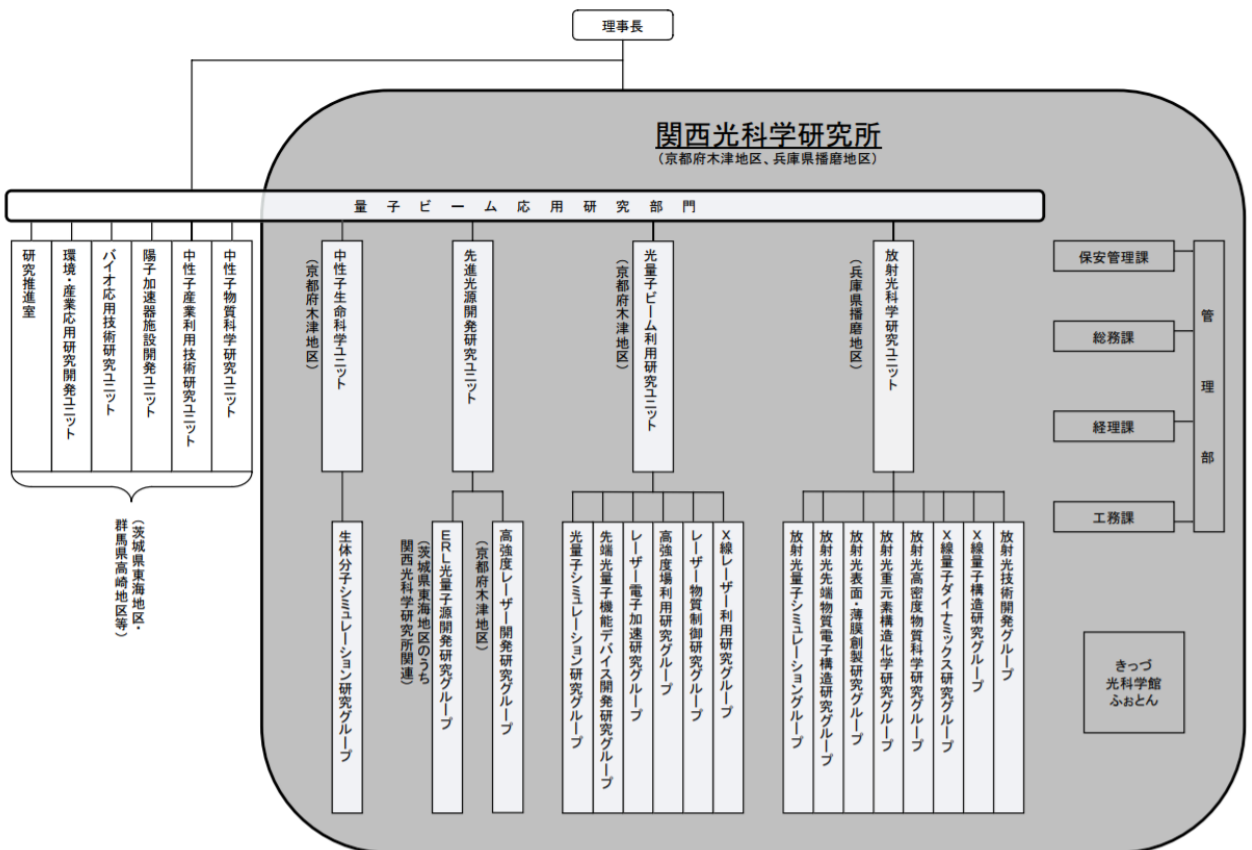 理事長
関西光科学研究所
(京都府木津地区、兵庫県播磨地区)
量子ビーム応用研究部門
研究推進室
環境・産業応用研究開発ユニット
バイオ応用技術研究ユニット
陽子加速器施設開発ユニット
中性子産業利用技術研究ユニット
中性子物質科学研究ユニット
(茨城県東海地区・
群馬県高崎地区等)
中性子生命科学ユニット
(京都府木津地区)
先進光源開発研究ユニット
光量子ビーム利用研究ユニット
(京都府木津地区)
放射光科学研究ユニット
(兵庫県播磨地区)
生体分子シミュレーション研究グループ
ERL光量子源開発研究グループ
(茨城県東海地区のうち
関西光科学研究所関連)
高強度レーザー開発研究グループ
(京都府木津地区)
光量子シミュレーション研究グループ
先端光量子機能デバイス開発研究グループ
レーザー電子加速研究グループ
高強度場利用研究グループ
レーザー物質制御研究グループ
X線レーザー利用研究グループ
放射光量子シミュレーショングループ
放射光先端物質電子構造研究グループ
放射光表面・薄膜創製研究グループ
放射光重元素構造化学研究グループ
放射光高密度物質科学研究グループ
X線量子ダイナミックス研究グループ
X線量子構造研究グループ
放射光技術開発グループ
管理部
保安管理課
総務課
経理課
工務課
きっづ
光科学館
ふぉとん